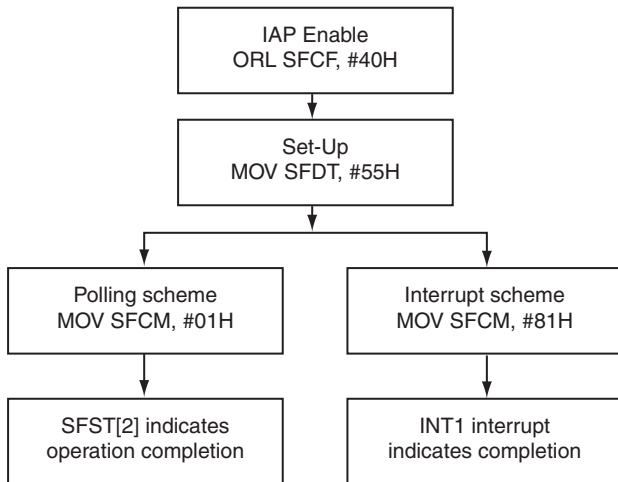 IAP Enable
ORL SFCF, #40H
Set-Up
MOV SFDT, #55H
Polling scheme
MOV SFCM, #01H
Interrupt scheme
MOV SFCM, #81H
SFST[2] indicates
operation completion
INT1 interrupt
indicates completion